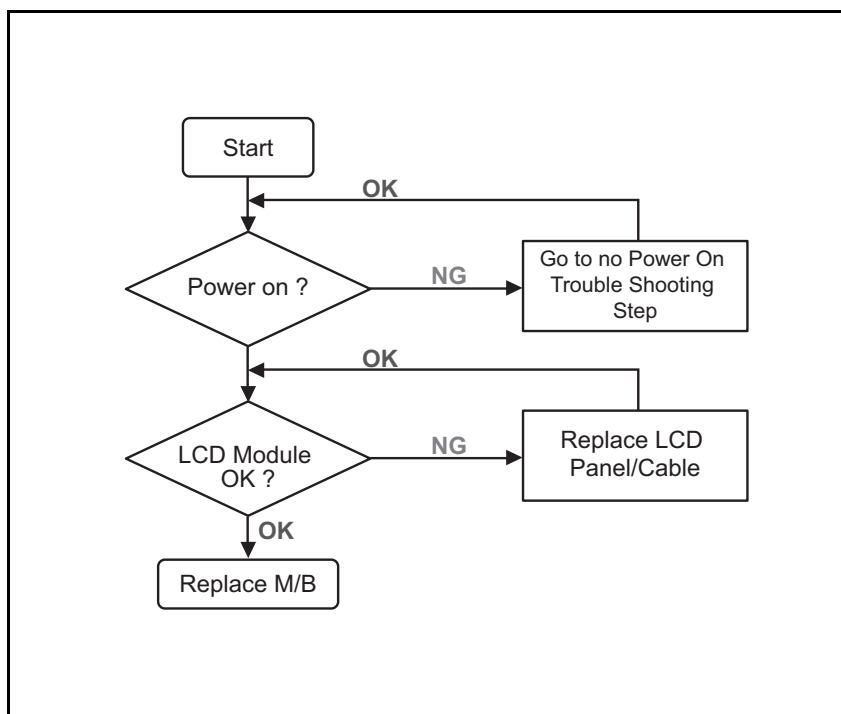 Start
OK
Power on ?
NG
Go to no Power On
Trouble Shooting
Step
OK
LCD Module
OK ?
NG
Replace LCD
Panel/Cable
OK
Replace M/B